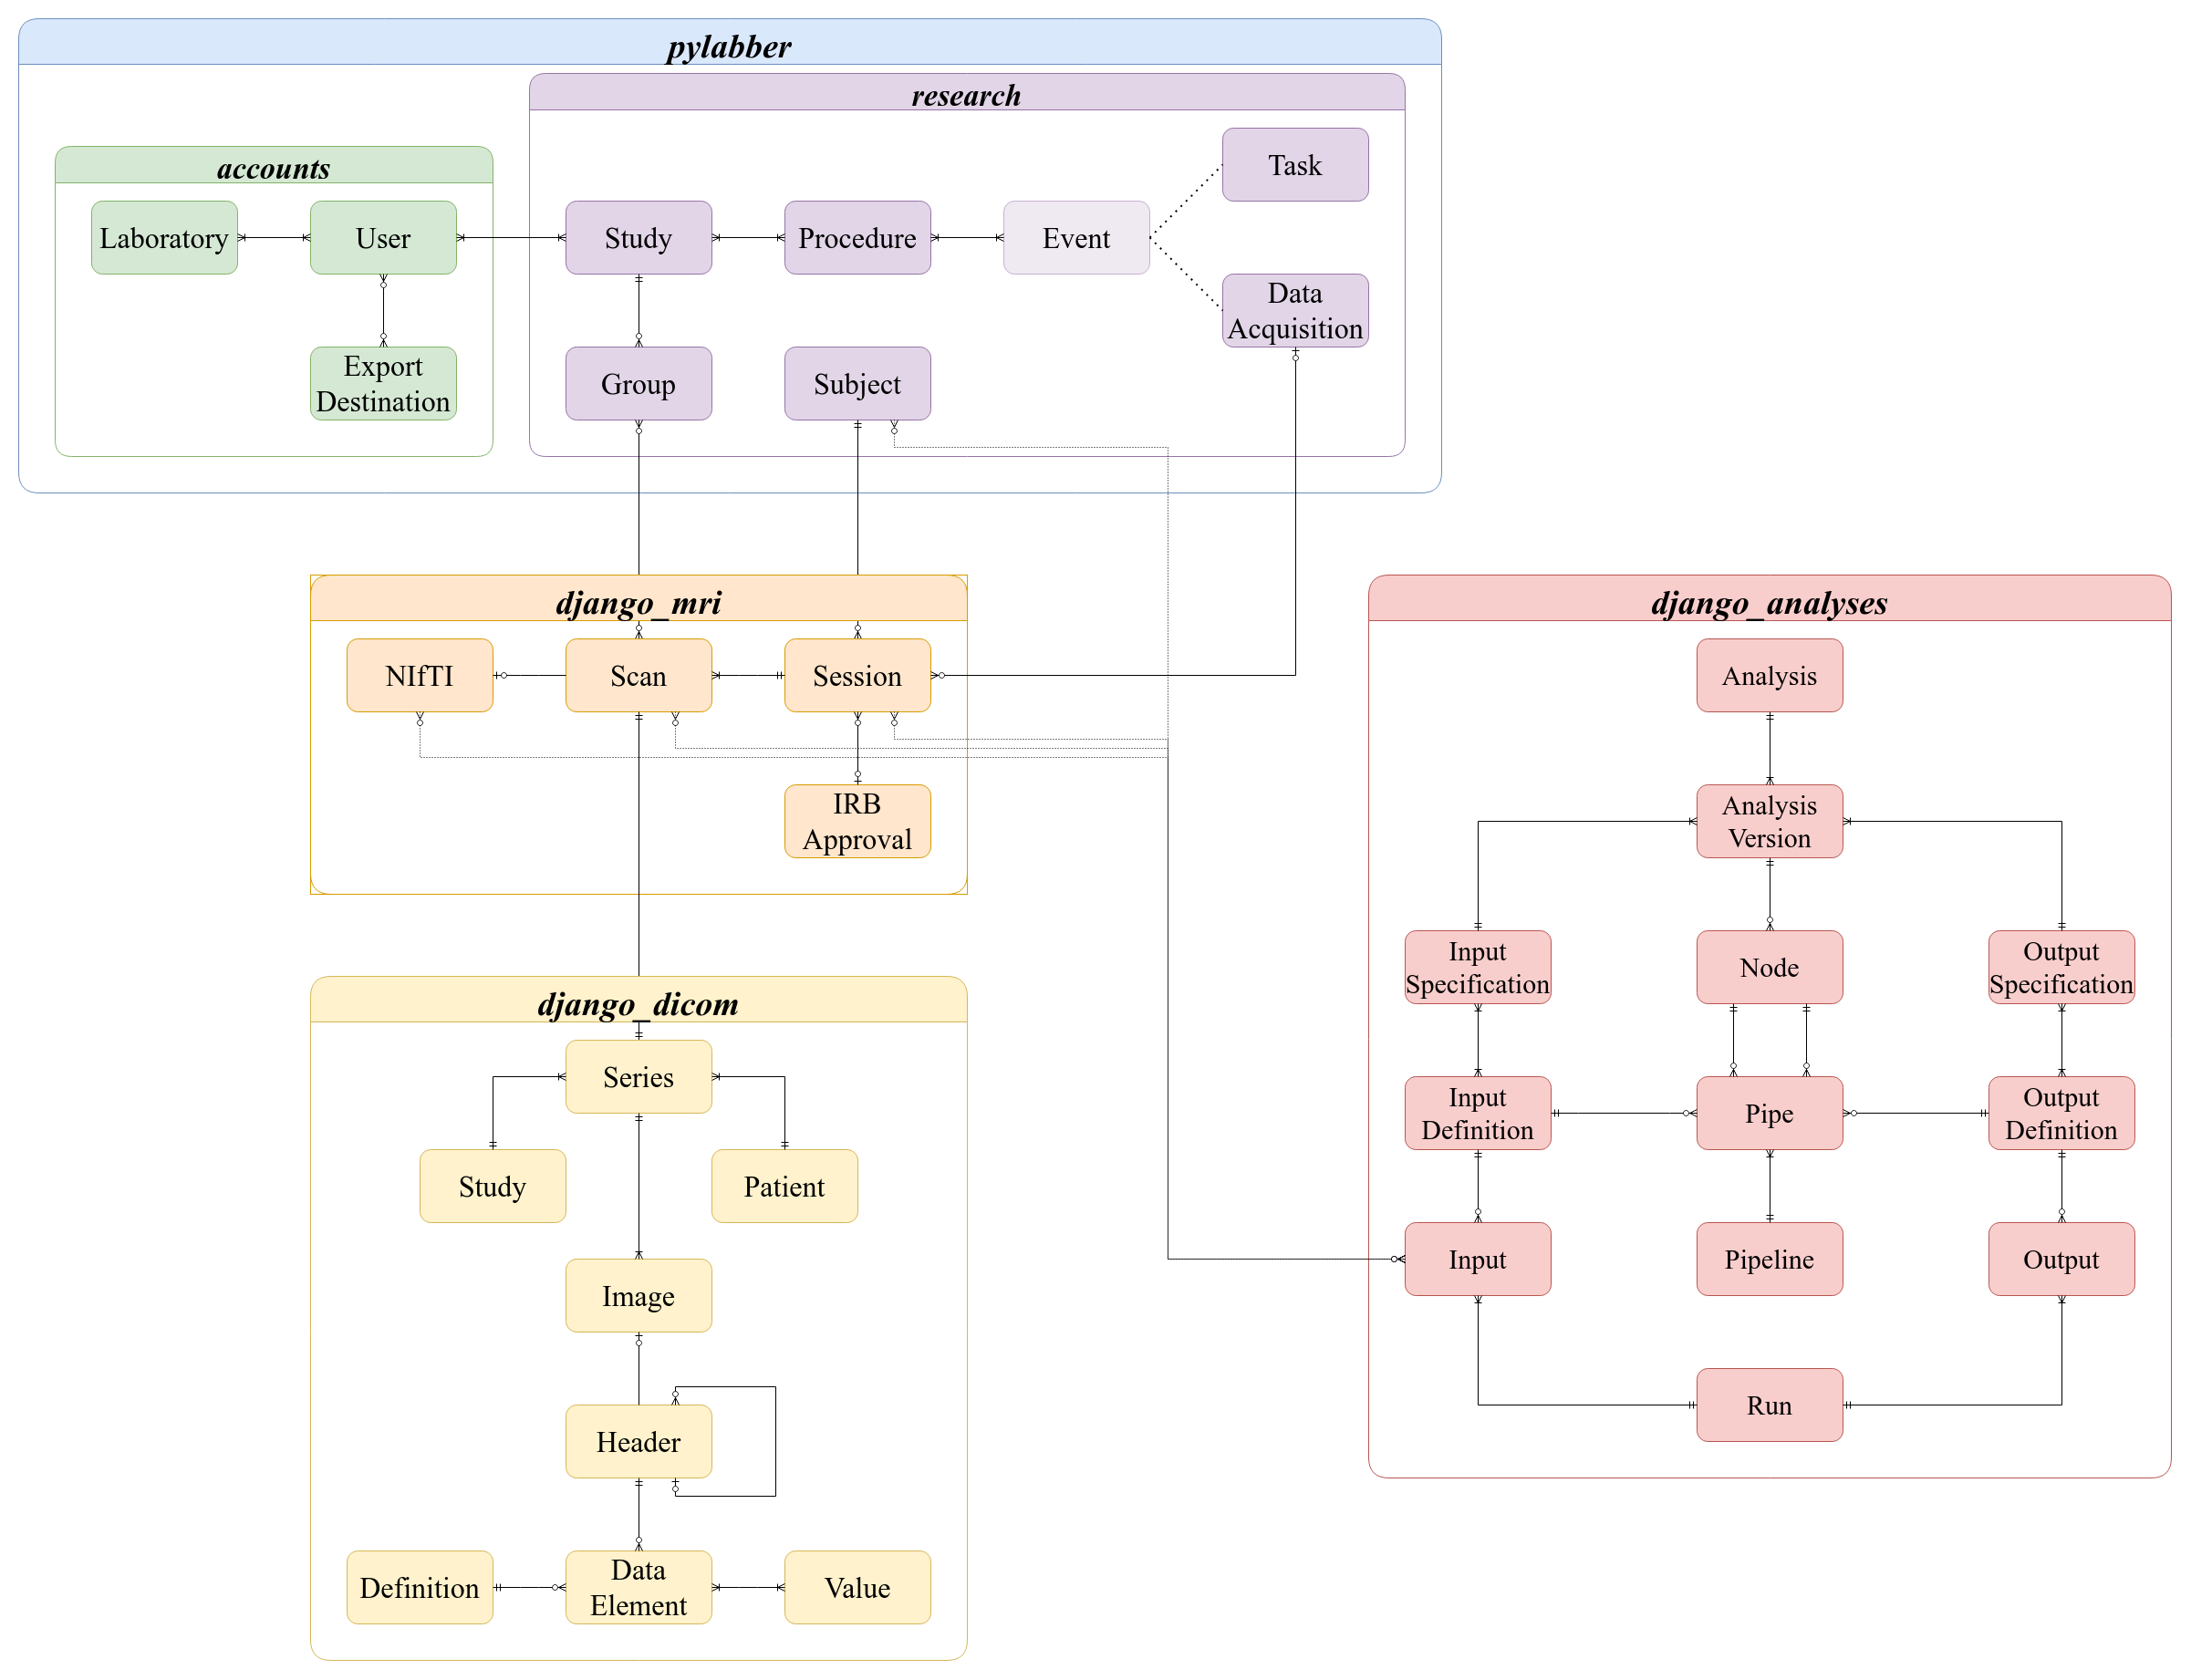 pylabber
research
accounts
Task
Laboratory
User
Study
Procedure
Event
Data
Acquisition
Export
Destination
Group
Subject
django_mri
NIfTI
Scan
Session
IRB
Approval
django_analyses
Analysis
Analysis
Version
Input
Specification
Node
Output
Specification
Input
Definition
Pipe
Output
Definition
Input
Pipeline
Output
Run
django_dicom
Series
Study
Patient
Image
Header
Definition
Data
Element
Value